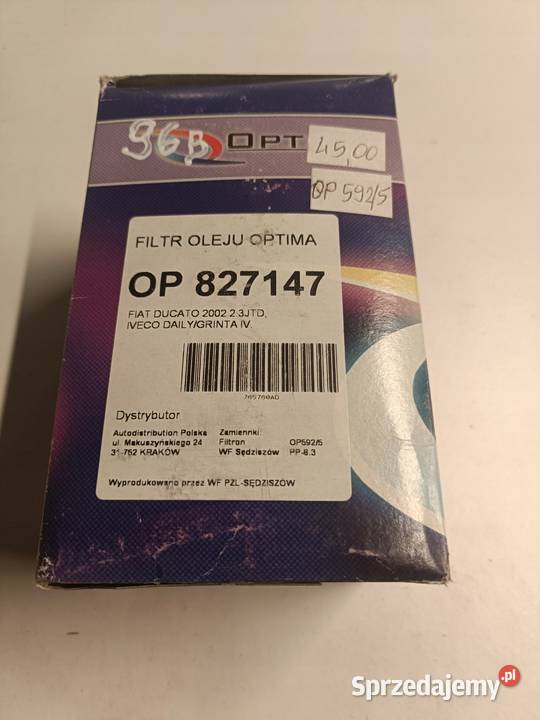 96B
OPT
45,00
OP 592/5
FILTR OLEJU OPTIMA
OP 827147
FIAT DUCATO 2002 2.3JTD,
IVECO DAILY/GRINTA IV.
765760AD
Dystrybutor
Autodistribution Polska
ul. Makuszyńskiego 24
31-752 KRAKÓW
Zamienniki:
Filtron OP592/5
WF Sędziszów PP-8.3
Wyprodukowano przez WF PZL-SĘDZISZÓW
Sprzedajemy.pl